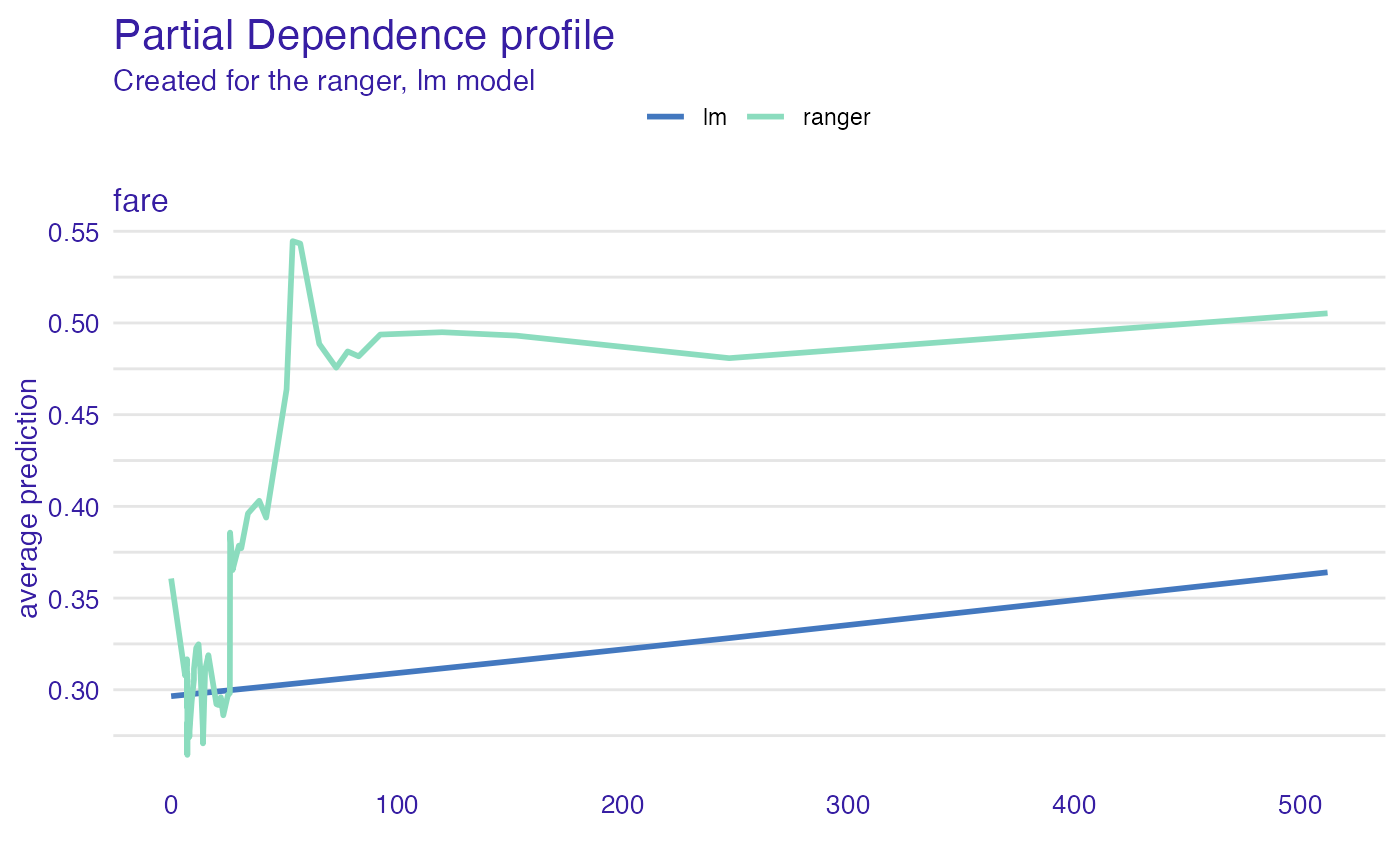 Partial Dependence profile
Created for the ranger, lm model
lm ranger
fare
average prediction
0.55
0.50
0.45
0.40
0.35
0.30
0 100 200 300 400 500